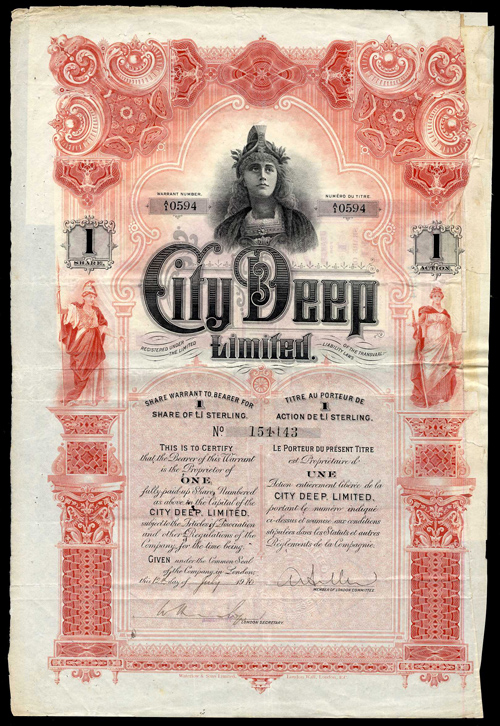 WARRANT NUMBER.
A/1 0594
NUMÉRO DU TITRE.
A/1 0594
1
SHARE.
1
ACTION.
City Deep
Limited.
REGISTERED UNDER THE LIMITED LIABILITY LAWS OF THE TRANSVAAL
SHARE WARRANT TO BEARER FOR
1
SHARE OF £1 STERLING.
TITRE AU PORTEUR DE
1
ACTION DE £1 STERLING.
No 154143
THIS IS TO CERTIFY
that the Bearer of this Warrant
is the Proprietor of
ONE
fully paid up Share, Numbered
as above in the Capital of the
CITY DEEP, LIMITED,
subject to the Articles of Association
and other Regulations of the
Company, for the time being.
GIVEN under the Common Seal
of the Company in London,
this day of July 19
LE PORTEUR DU PRÉSENT TITRE
est Propriétaire d'
UNE
Action entièrement libérée de la
CITY DEEP, LIMITED,
portant le numéro indiqué
ci-dessus et soumise aux conditions
stipulées dans les Statuts et autres
Règlements de la Compagnie.
MEMBER OF LONDON COMMITTEE
LONDON SECRETARY
London Wall, London,